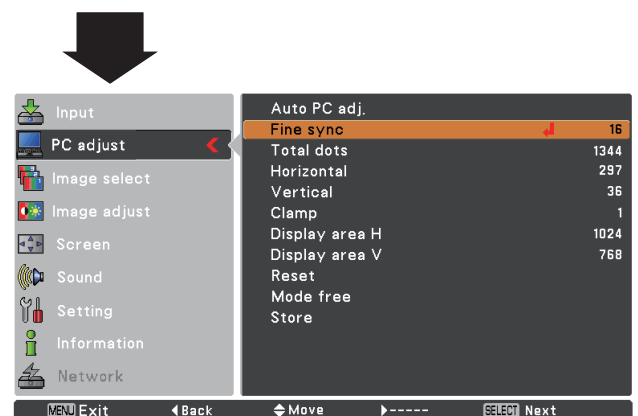 Input
PC adjust
Image select
Image adjust
Screen
Sound
Setting
Information
Network
Auto PC adj.
Fine sync 16
Total dots 1344
Horizontal 297
Vertical 36
Clamp 1
Display area H 1024
Display area V 768
Reset
Mode free
Store
MENU Exit ◀Back ◆Move ▶----- SELECT Next